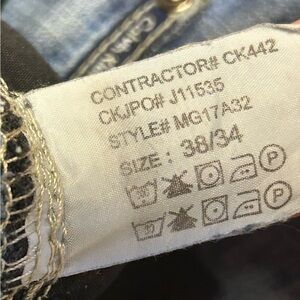 CONTRACTOR# CK442
CKJPO# J11535
STYLE# MG17A32
SIZE : 38/34